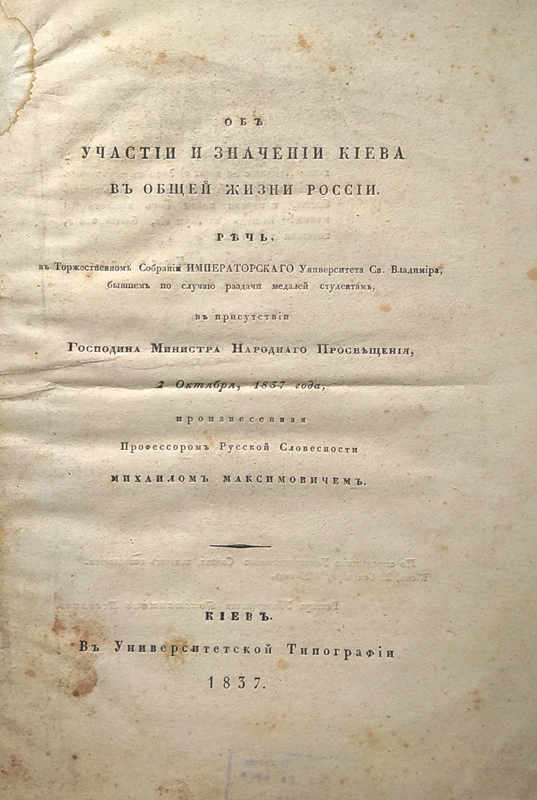 ОБЪ
УЧАСТІИ И ЗНАЧЕНІИ КІЕВА
ВЪ ОБЩЕЙ ЖИЗНИ РОССІИ.
РѢЧЬ,
въ Торжественномъ Собраніи ИМПЕРАТОРСКАГО Университета Св. Владиміра,
бывшемъ по случаю раздачи медалей студентамъ,
въ присутствіи
Господина Министра Народнаго Просвѣщенія,
2 Октября, 1837 года,
произнесенная
Профессоромъ Русской Словесности
МИХАИЛОМЪ МАКСИМОВИЧЕМЪ.
КІЕВЪ.
Въ Университетской Типографіи
1837.